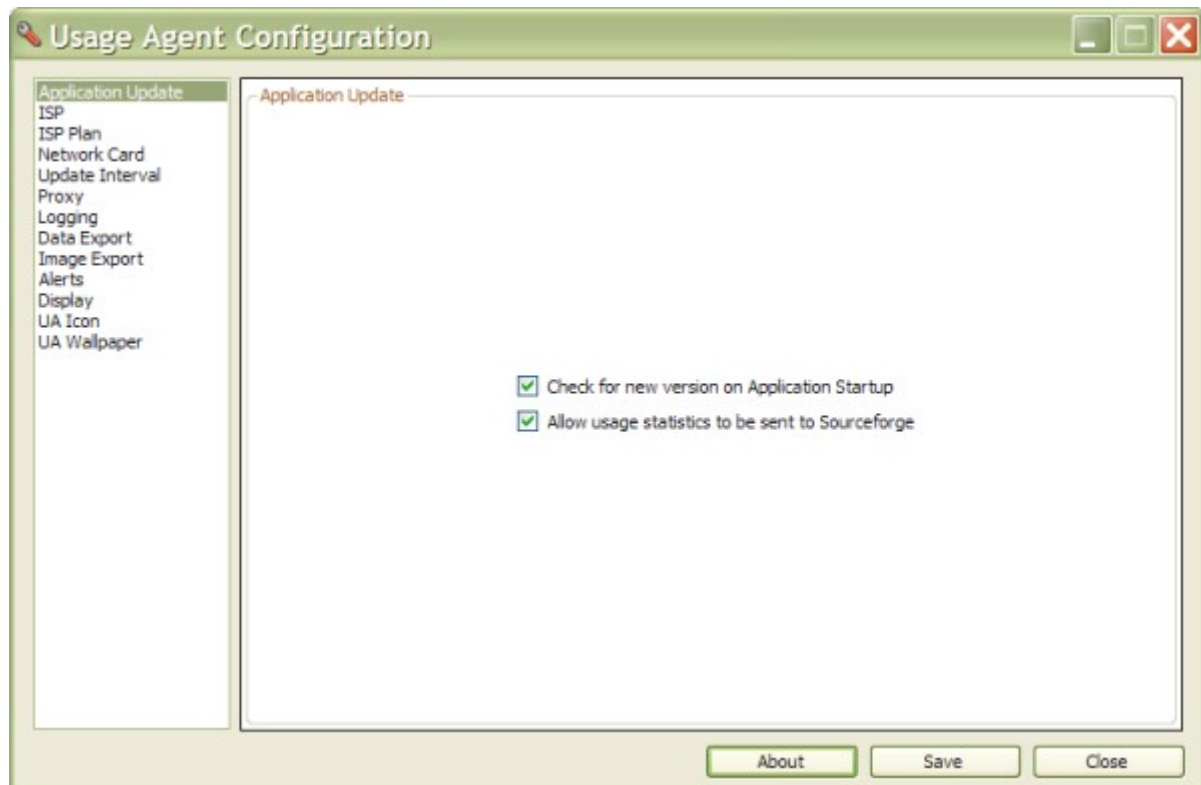 Usage Agent Configuration
Application Update
ISP
ISP Plan
Network Card
Update Interval
Proxy
Logging
Data Export
Image Export
Alerts
Display
UA Icon
UA Wallpaper
Application Update
Check for new version on Application Startup
Allow usage statistics to be sent to Sourceforge
About
Save
Close